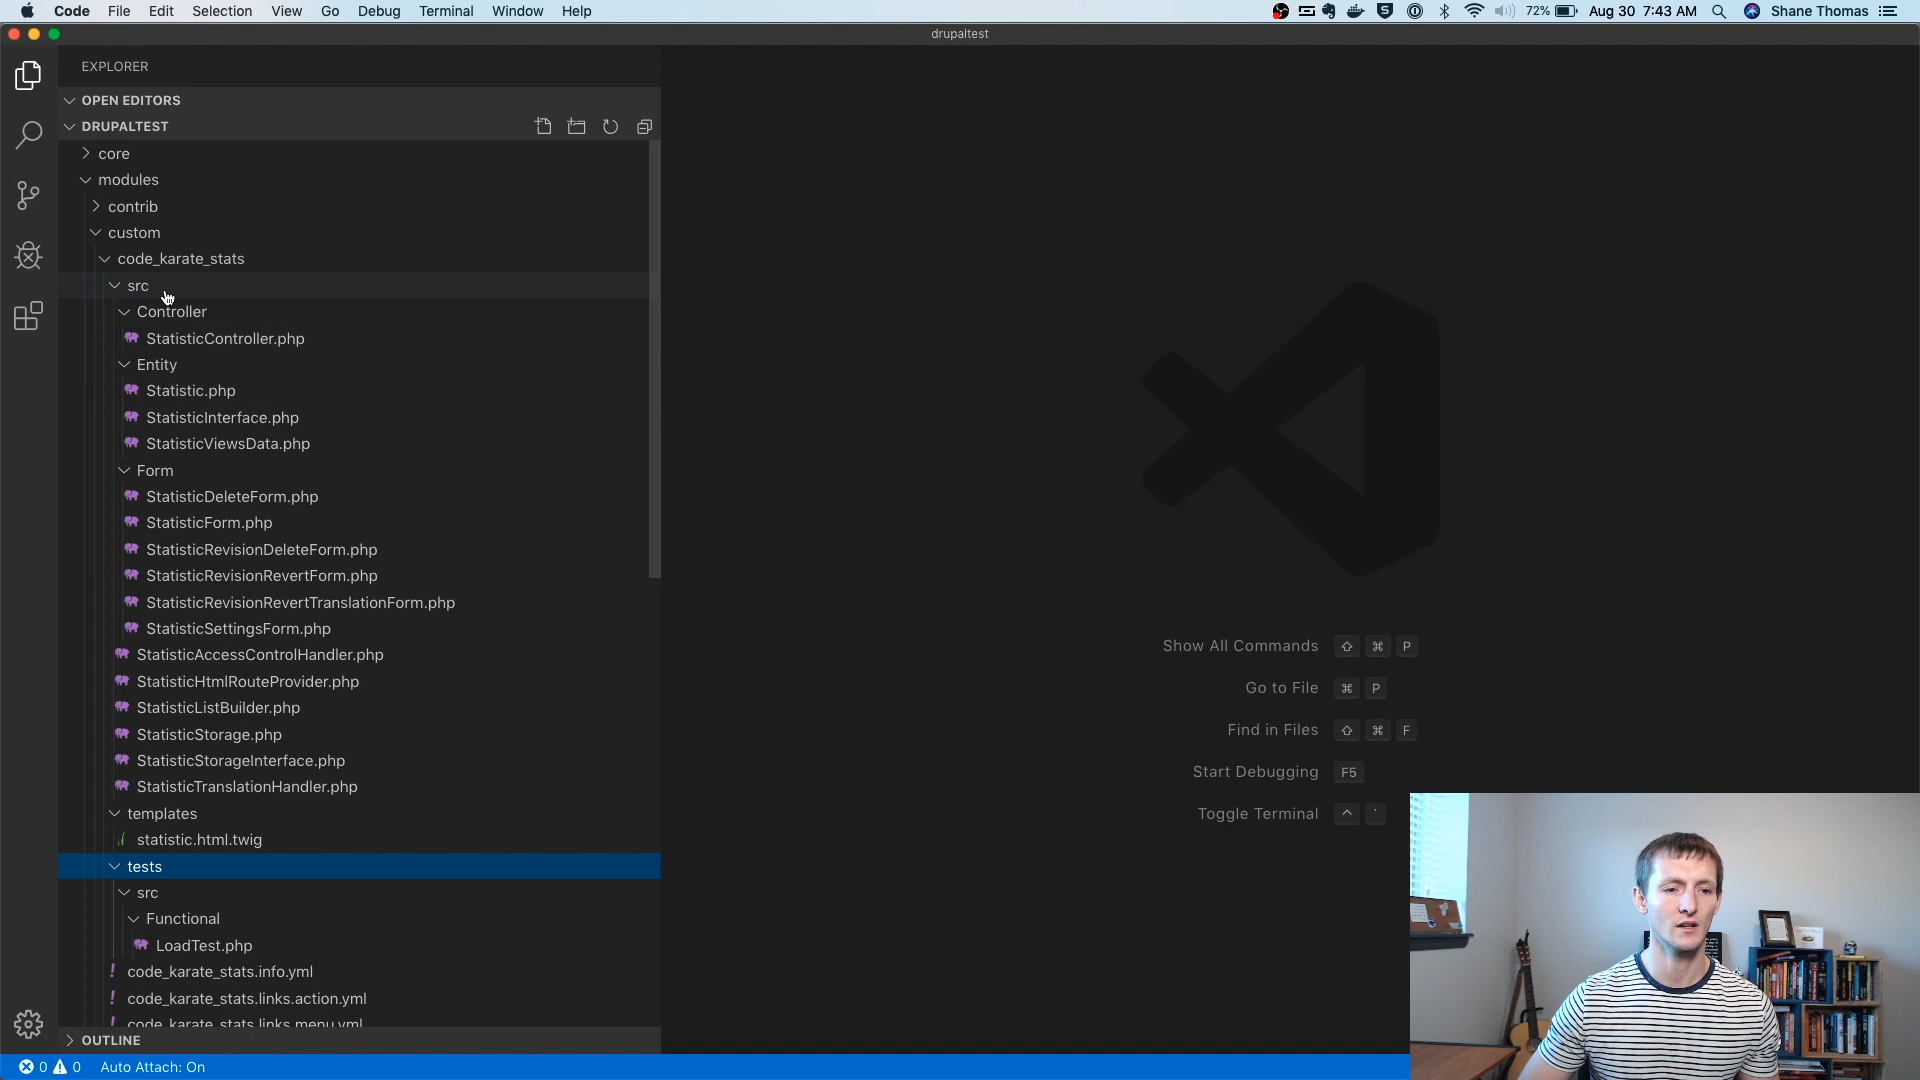 Code File Edit Selection View Go Debug Terminal Window Help 72% Aug 30 7:43 AM Shane Thomas
drupaltest
EXPLORER
OPEN EDITORS
DRUPALTEST
core
modules
contrib
custom
code_karate_stats
src
Controller
StatisticController.php
Entity
Statistic.php
StatisticInterface.php
StatisticViewsData.php
Form
StatisticDeleteForm.php
StatisticForm.php
StatisticRevisionDeleteForm.php
StatisticRevisionRevertForm.php
StatisticRevisionRevertTranslationForm.php
StatisticSettingsForm.php
StatisticAccessControlHandler.php
StatisticHtmlRouteProvider.php
StatisticListBuilder.php
StatisticStorage.php
StatisticStorageInterface.php
StatisticTranslationHandler.php
templates
statistic.html.twig
tests
src
Functional
LoadTest.php
! code_karate_stats.info.yml
! code_karate_stats.links.action.yml
! code_karate_stats.links.menu.yml
OUTLINE
0 0 Auto Attach: On
Show All Commands ⇧ ⌘ P
Go to File ⌘ P
Find in Files ⇧ ⌘ F
Start Debugging F5
Toggle Terminal ^ `